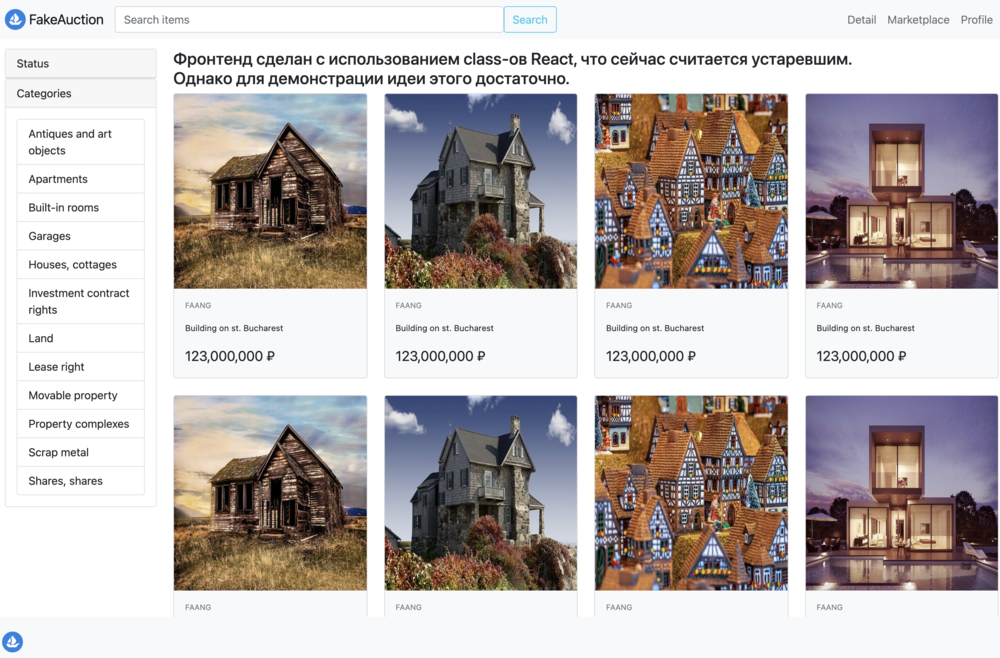 FakeAuction
Search items
Search
Detail
Marketplace
Profile
Status
Categories
Antiques and art
objects
Apartments
Built-in rooms
Garages
Houses, cottages
Investment contract
rights
Land
Lease right
Movable property
Property complexes
Scrap metal
Shares, shares
Фронтенд сделан с использованием class-ов React, что сейчас считается устаревшим.
Однако для демонстрации идеи этого достаточно.
FAANG
Building on st. Bucharest
123,000,000 ₽
FAANG
Building on st. Bucharest
123,000,000 ₽
FAANG
Building on st. Bucharest
123,000,000 ₽
FAANG
Building on st. Bucharest
123,000,000 ₽
FAANG
FAANG
FAANG
FAANG